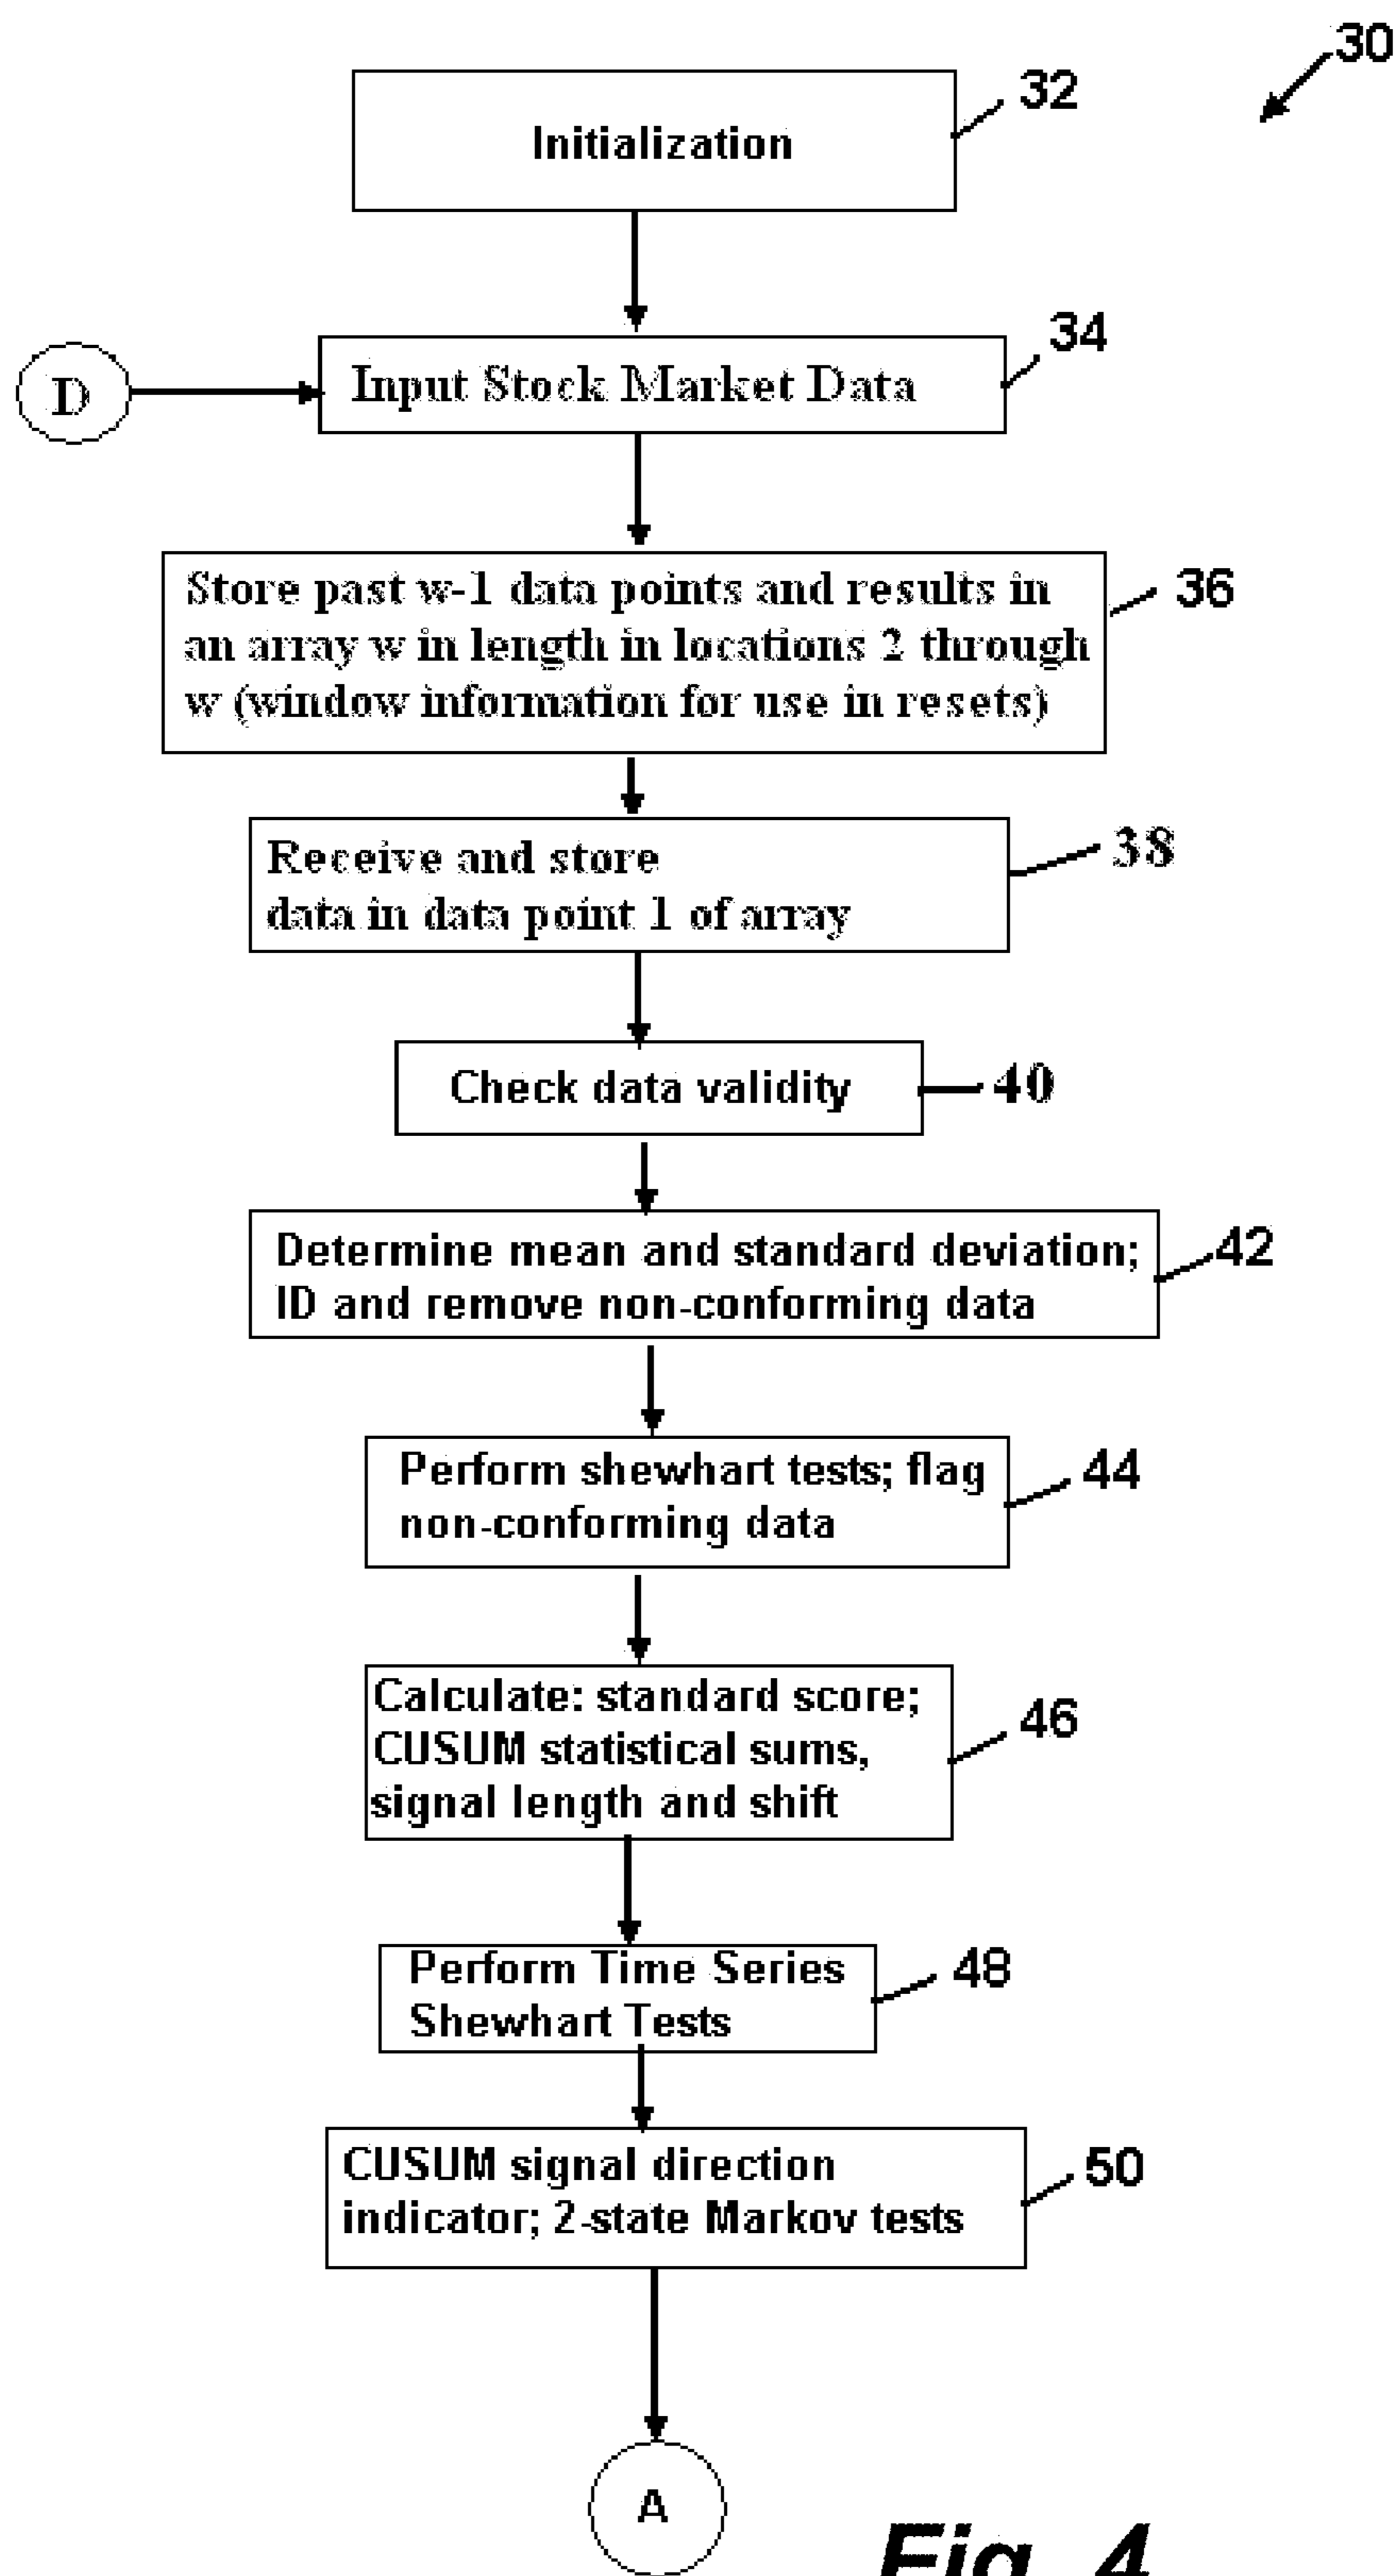 30
Initialization
32
D
Input Stock Market Data
34
Store past w-1 data points and results in
an array w in length in locations 2 through
w (window information for use in resets)
36
Receive and store
data in data point 1 of array
38
Check data validity
40
Determine mean and standard deviation;
ID and remove non-conforming data
42
Perform shewhart tests; flag
non-conforming data
44
Calculate: standard score;
CUSUM statistical sums,
signal length and shift
46
Perform Time Series
Shewhart Tests
48
CUSUM signal direction
indicator; 2-state Markov tests
50
A
Fig. 4